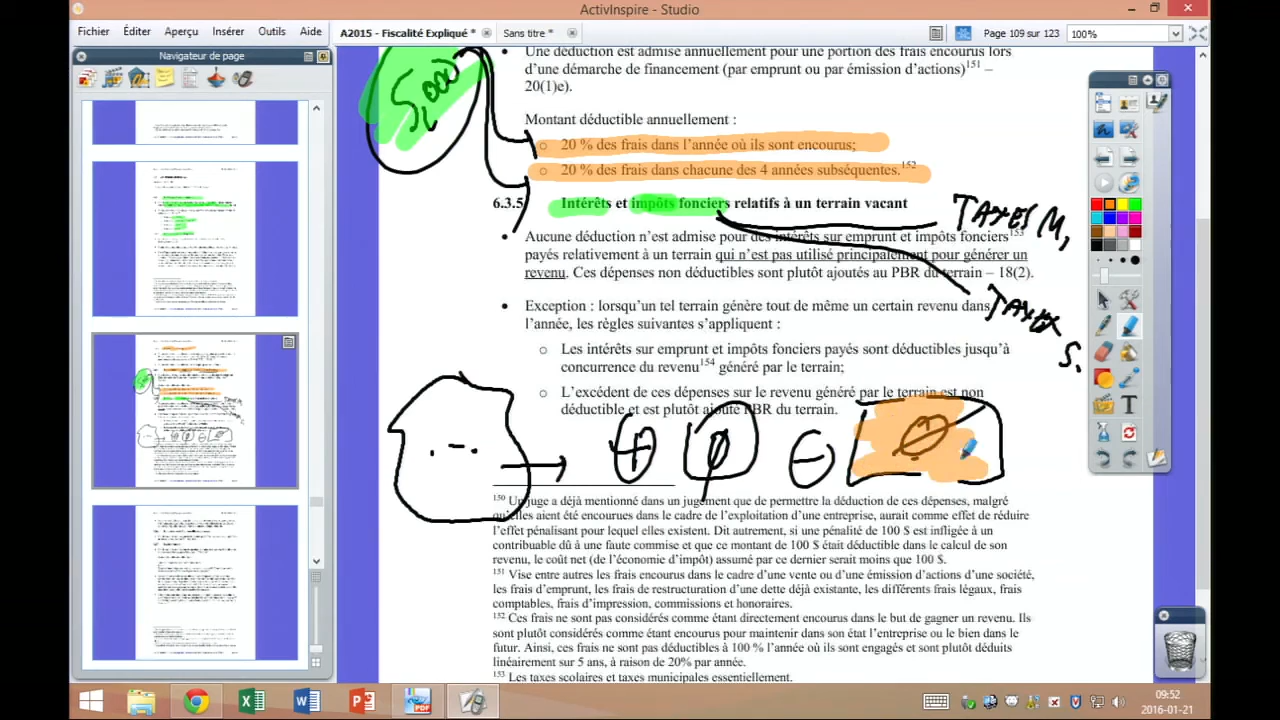 ActivInspire - Studio
Fichier Éditer Aperçu Insérer Outils Aide
A2015 - Fiscalité Expliqué *
Sans titre *
Page 109 sur 123
100%
Navigateur de page
• Une déduction est admise annuellement pour une portion des frais encourus lors
d'une démarche de financement (par emprunt ou par émission d'actions)151 –
20(1)e).
Montant déductible annuellement :
○ 20 % des frais dans l'année où ils sont encourus;
○ 20 % des frais dans chacune des 4 années subséquentes.152
6.3.5 Intérêts et impôts fonciers relatifs à un terrain vacant
• Aucune déduction n'est admise pour des intérêts sur emprunt et impôts fonciers153
payés relativement à un terrain qui n'est pas utilisé principalement pour générer un
revenu. Ces dépenses non déductibles sont plutôt ajoutés au PBR du terrain – 18(2).
• Exception : lorsqu'un tel terrain génère tout de même un certain revenu dans
l'année, les règles suivantes s'appliquent :
Les intérêts sur emprunt et impôts fonciers payés sont déductibles jusqu'à
revenu154 généré par le terrain;
L'excédent de ces dépenses sur le revenu généré par le terrain est non
déductible et plutôt ajouté PBR du terrain.
5,000
TAXES M.
TAXES
S.
150 Un juge a déjà mentionné dans un jugement que de permettre la déduction de ces dépenses, malgré
qu'elles aient été encourues dans le cadre de l'exploitation d'une entreprise, aurait comme effet de réduire
l'effet pénalisant pour lequel elles existent. Dit autrement, si une pénalité de 100 $ est infligée à un
contribuable dû à une faute commise et que ce montant de 100 $ était déductible dans le calcul de son
revenu, le coût net (après économie d'impôt) assumé par ce dernier serait moins que 100 $.
151 Vise entre autres les frais encourus dans le cadre d'une vente ou d'une émission d'actions d'une société,
les frais d'emprunt, de restructuration d'une dette déjà existante, les différents frais légaux, frais
comptables, frais d'impression, commissions et honoraires.
152 Ces frais ne sont pas considérés comme étant directement encourus dans le but de gagner un revenu. Ils
sont plutôt considérés comme étant encourus pour maintenir dans son état l'entreprise ou le bien dans le
futur. Ainsi, ces frais ne sont pas déductibles à 100 % l'année où ils sont engagés et sont plutôt déduits
linéairement sur 5 ans, à raison de 20% par année.
153 Les taxes scolaires et taxes municipales essentiellement.
09:52
2016-01-21